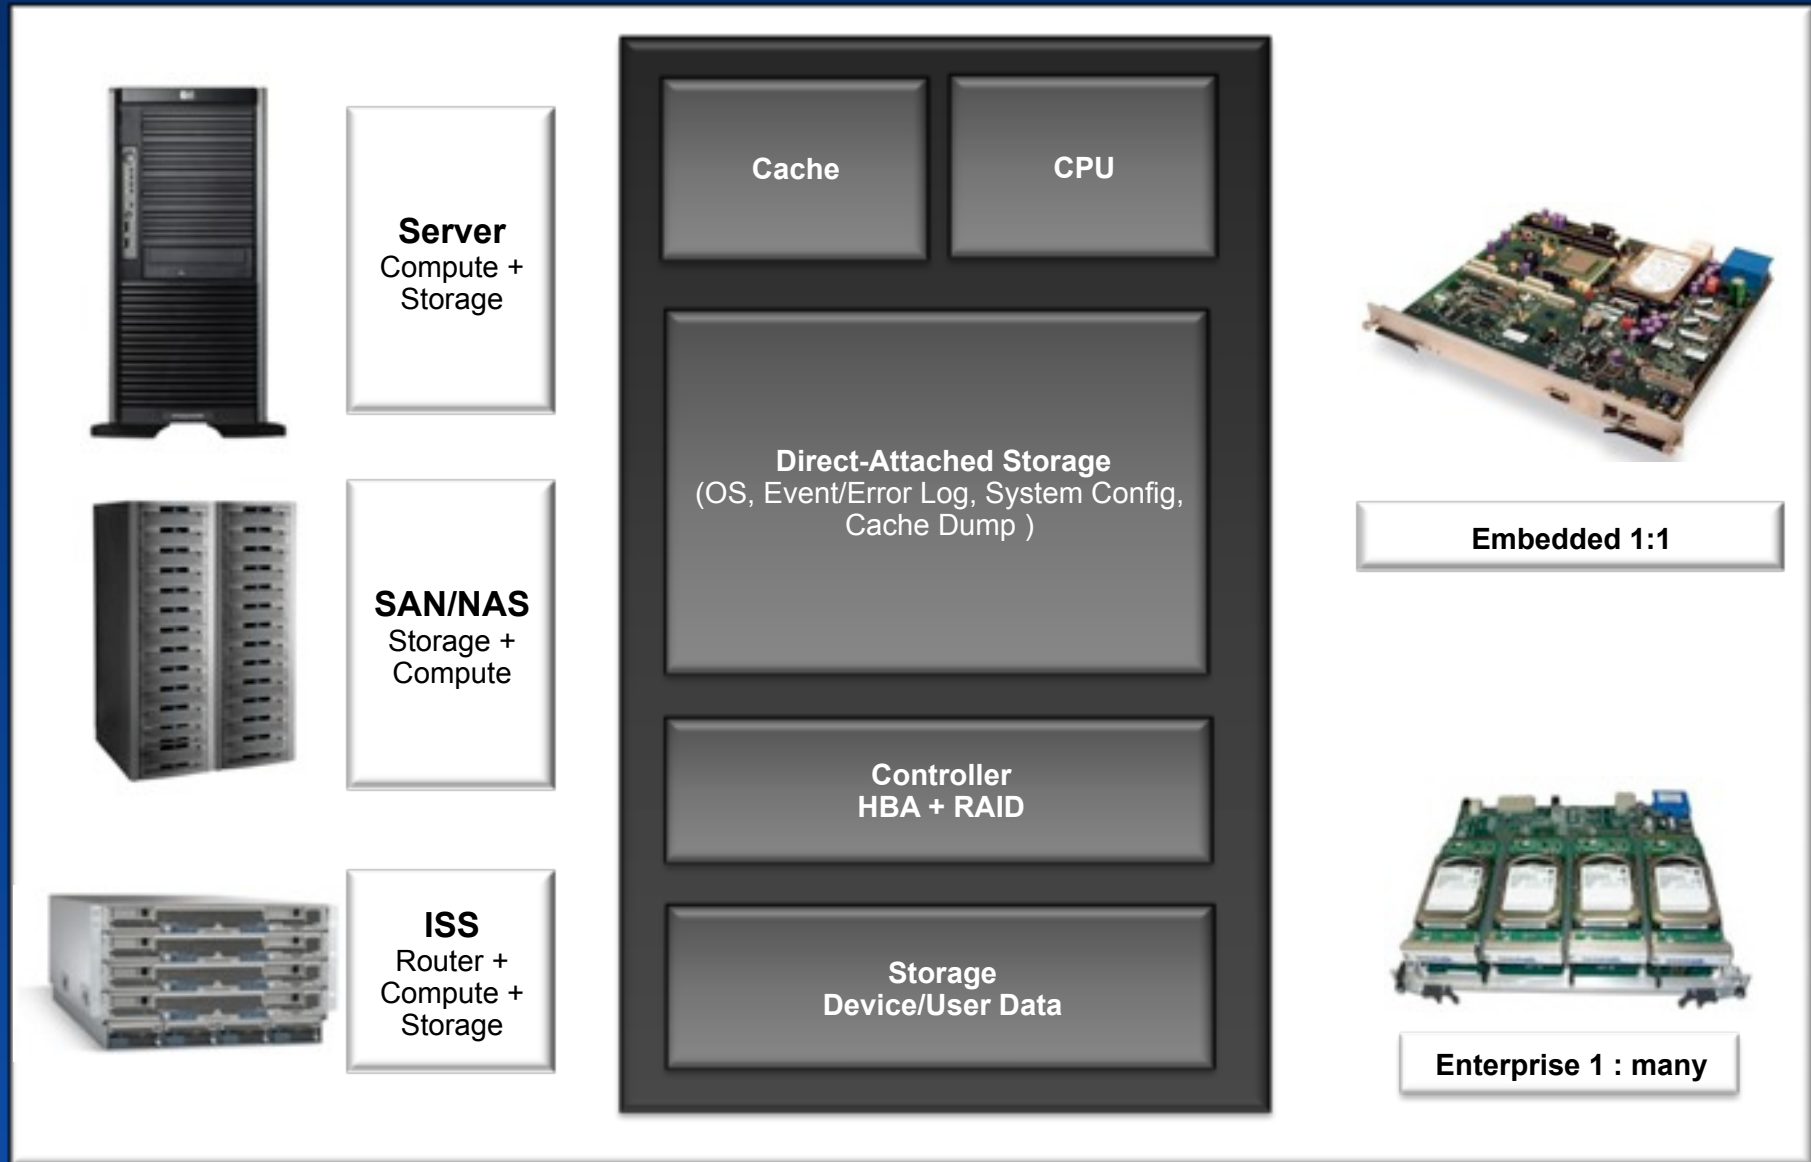 Server
Compute +
Storage
SAN/NAS
Storage +
Compute
ISS
Router +
Compute +
Storage
Cache
CPU
Direct-Attached Storage
(OS, Event/Error Log, System Config,
Cache Dump )
Controller
HBA + RAID
Storage
Device/User Data
Embedded 1:1
Enterprise 1 : many